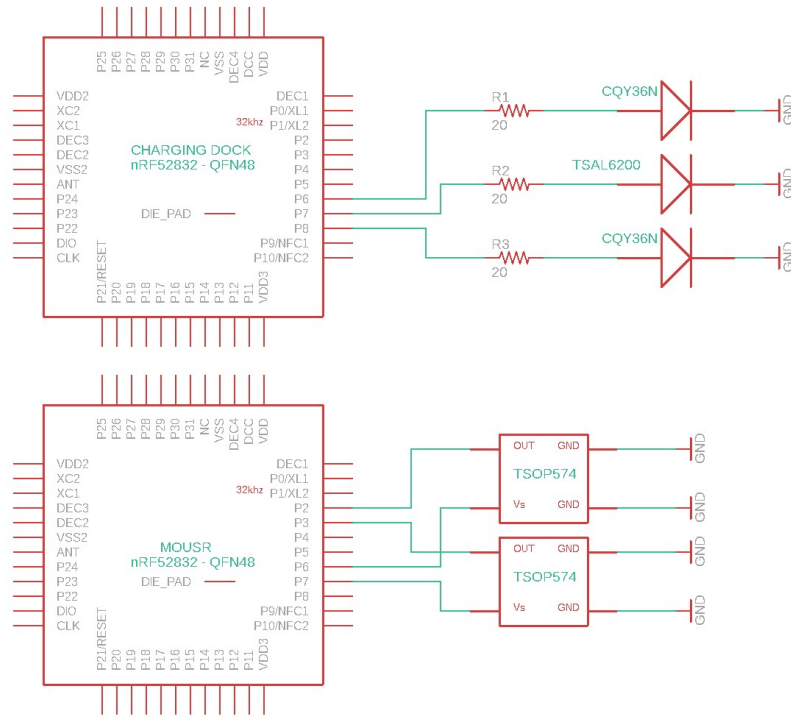 P25 P26 P27 P28 P29 P30 P31 NC VSS DEC4 DCC VDD
VDD2
XC2
XC1
DEC3
DEC2
VSS2
ANT
P24
P23
P22
DIO
CLK
32khz
CHARGING DOCK
nRF52832 - QFN48
DIE_PAD
DEC1
P0/XL1
P1/XL2
P2
P3
P4
P5
P6
P7
P8
P9/NFC1
P10/NFC2
P21/RESET P20 P19 P18 P17 P16 P15 P14 P13 P12 P11 VDD3
R1
20
CQY36N
GND
R2
20
TSAL6200
GND
R3
20
CQY36N
GND
P25 P26 P27 P28 P29 P30 P31 NC VSS DEC4 DCC VDD
VDD2
XC2
XC1
DEC3
DEC2
VSS2
ANT
P24
P23
P22
DIO
CLK
32khz
MOUSR
nRF52832 - QFN48
DIE_PAD
DEC1
P0/XL1
P1/XL2
P2
P3
P4
P5
P6
P7
P8
P9/NFC1
P10/NFC2
P21/RESET P20 P19 P18 P17 P16 P15 P14 P13 P12 P11 VDD3
OUT GND
TSOP574
Vs GND
GND
GND
OUT GND
TSOP574
Vs GND
GND
GND